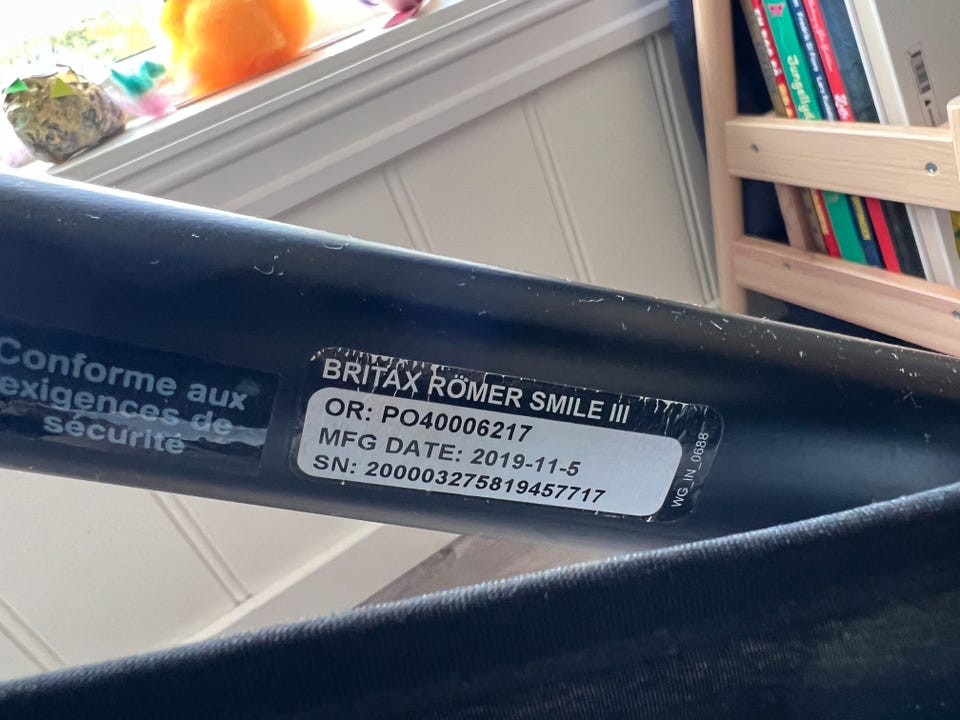 Conforme aux
exigences de
sécurité
BRITAX RÖMER SMILE III
OR: PO40006217
MFG DATE: 2019-11-5
SN: 200003275819457717
WG_IN_0688
Jungelfyd